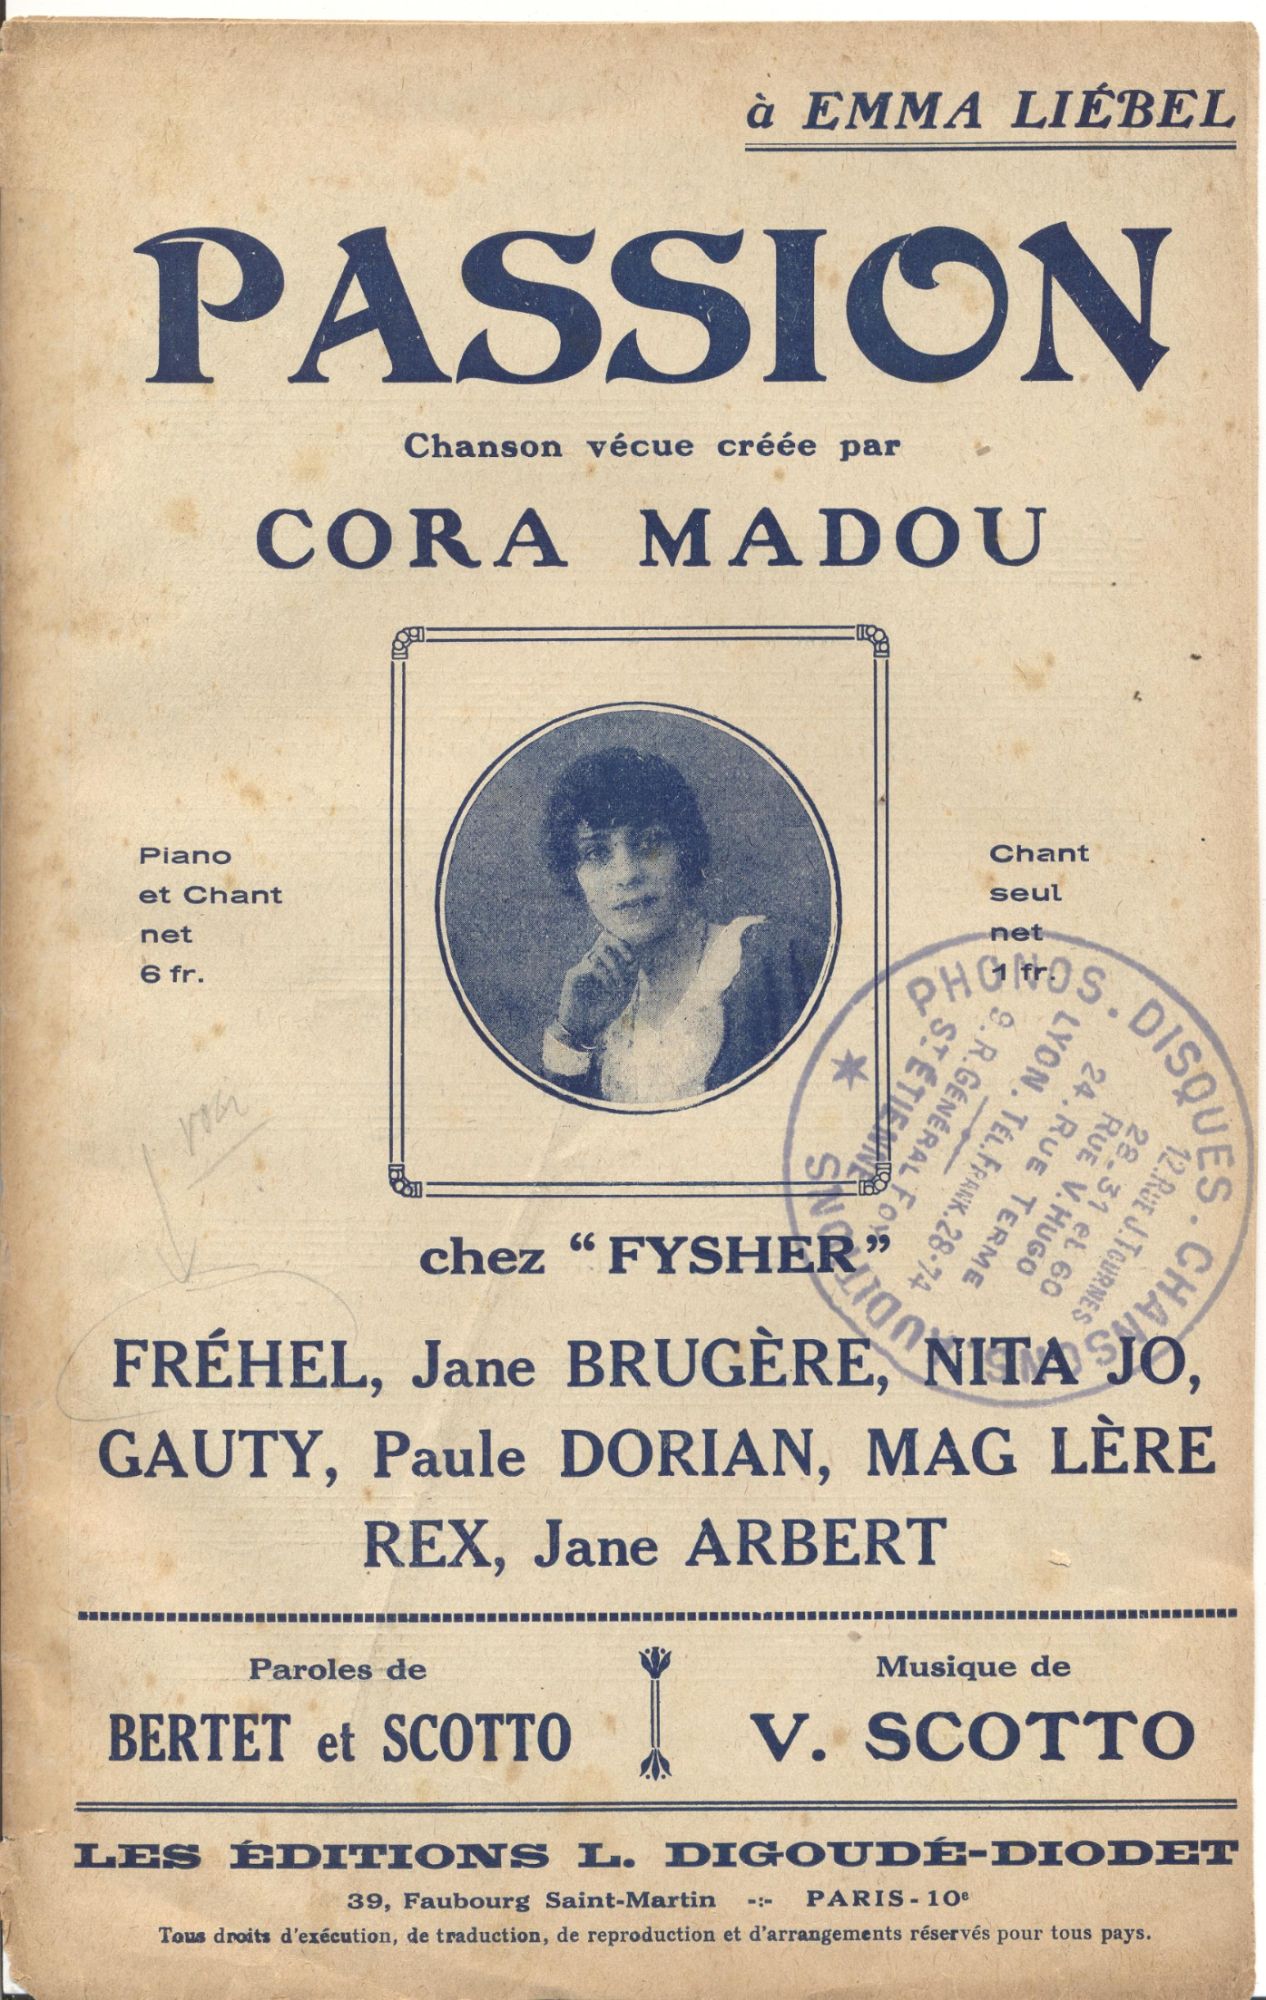 à EMMA LIÉBEL
PASSION
Chanson vécue créée par
CORA MADOU
Piano
et Chant
net
6 fr.
Chant
seul
net
1 fr.
PHONOS. DISQUES. CHANSONS. AUDITIONS
12.RUE J.TOURNES
28-31 et 60
RUE V.HUGO
24.RUE TERME
LYON. TÉL.FRANK.28-74
9.R.GÉNÉRAL FOY
ST ÉTIENNE
chez “FYSHER”
FRÉHEL, Jane BRUGÈRE, NITA JO,
GAUTY, Paule DORIAN, MAG LÈRE
REX, Jane ARBERT
Paroles de
BERTET et SCOTTO
Musique de
V. SCOTTO
LES ÉDITIONS L. DIGOUDÉ-DIODET
39, Faubourg Saint-Martin -:- PARIS-10e
Tous droits d'exécution, de traduction, de reproduction et d'arrangements réservés pour tous pays.